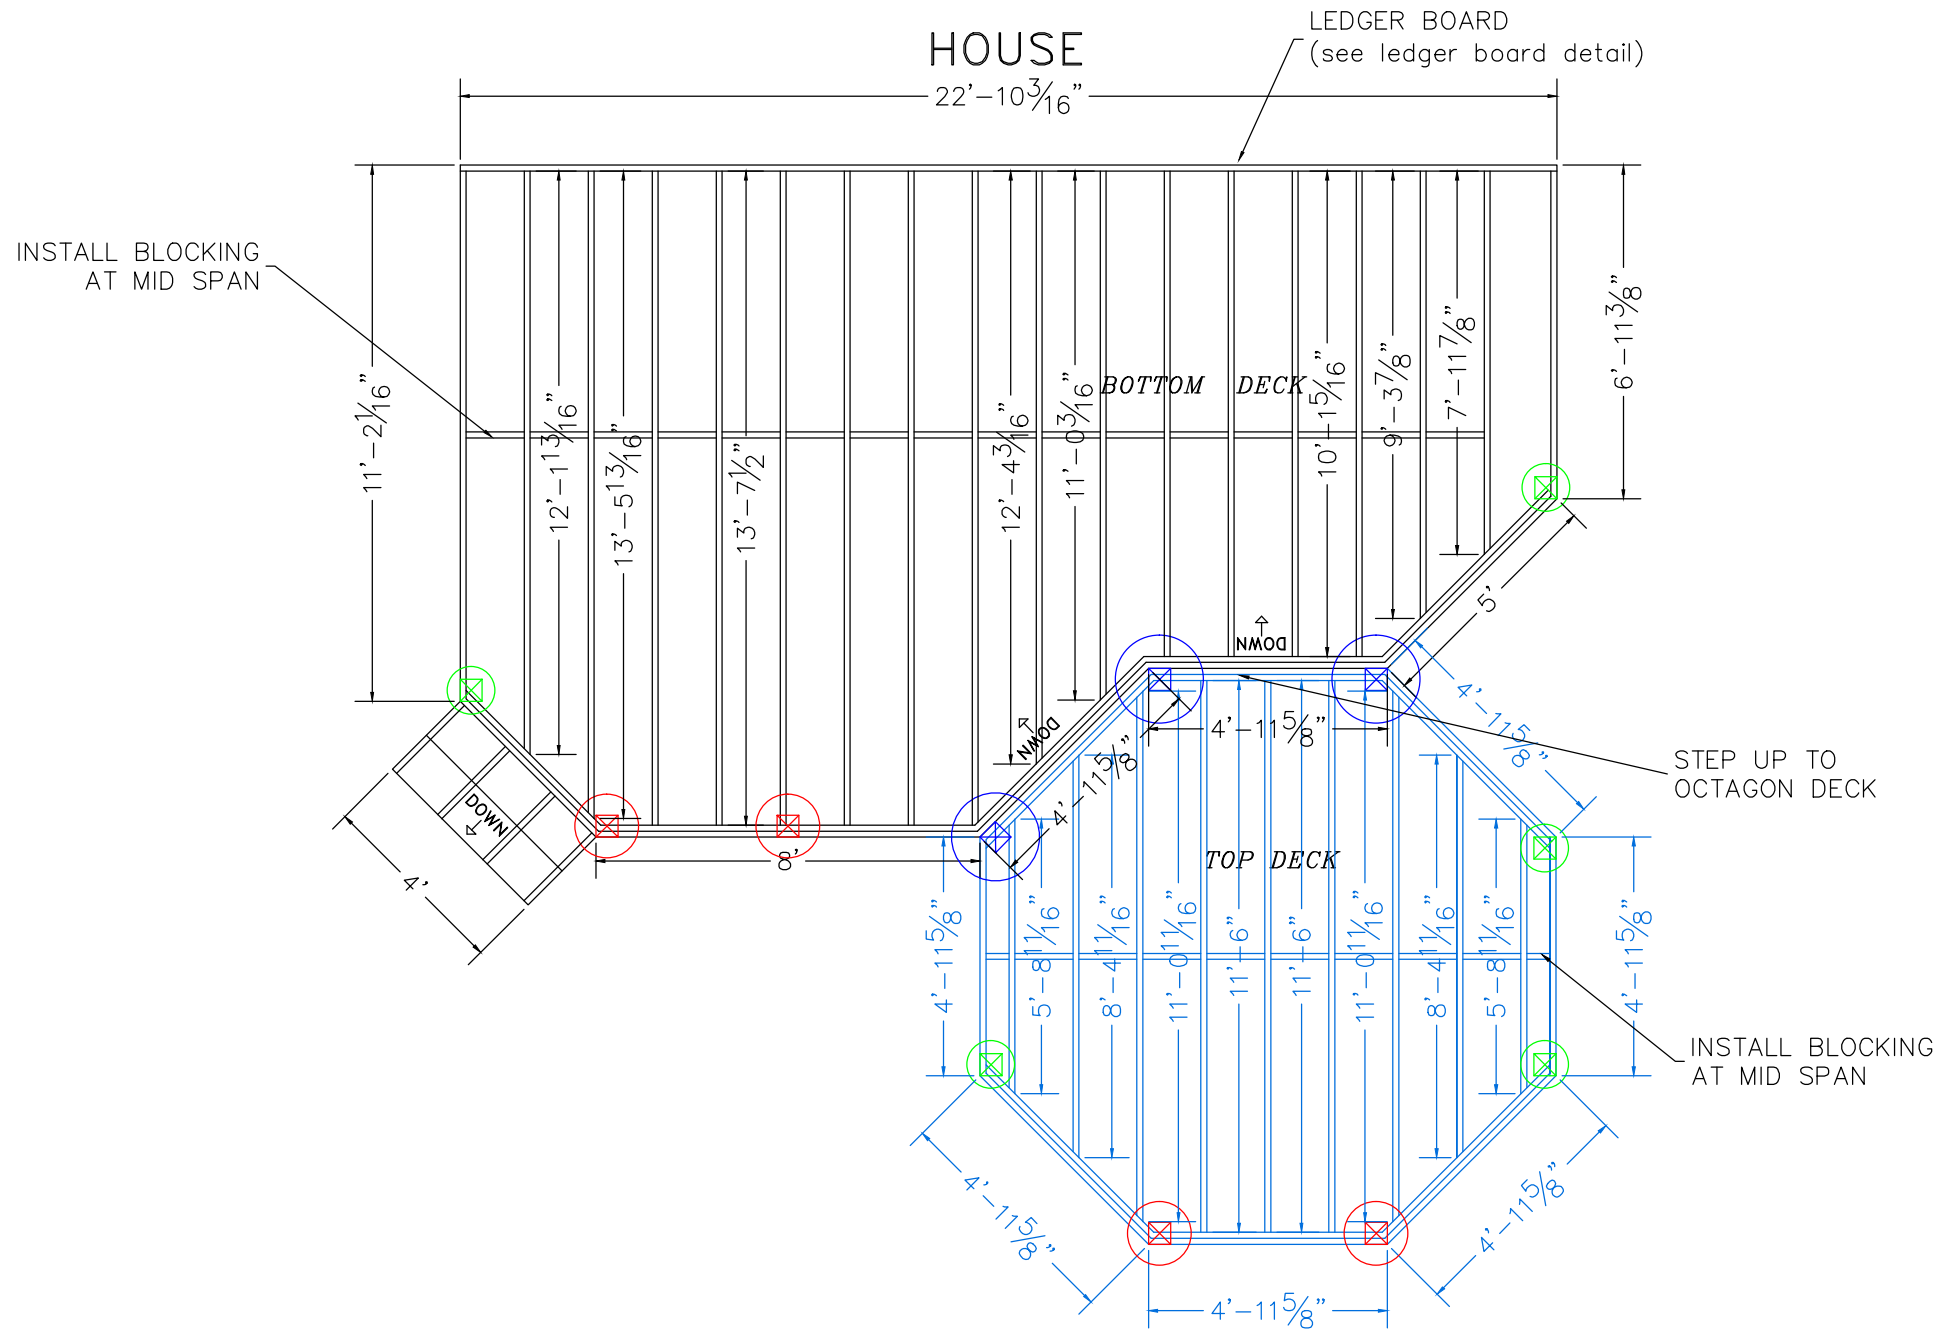 LEDGER BOARD
(see ledger board detail)
HOUSE
22'-10 3/16"
INSTALL BLOCKING
AT MID SPAN
11'-2 1/16"
12'-1 13/16"
13'-5 13/16"
13'-7 1/2"
12'-4 3/16"
11'-0 3/16"
BOTTOM DECK
10'-1 5/16"
9'-3 7/8"
7'-11 7/8"
6'-11 3/8"
5'
DOWN
DOWN
DOWN
4'
8'
4'-11 5/8"
4'-11 5/8"
4'-11 5/8"
STEP UP TO
OCTAGON DECK
TOP DECK
4'-11 5/8"
5'-8 11/16"
8'-4 11/16"
11'-0 11/16"
11'-6"
11'-6"
11'-0 11/16"
8'-4 11/16"
5'-8 11/16"
4'-11 5/8"
INSTALL BLOCKING
AT MID SPAN
4'-11 5/8"
4'-11 5/8"
4'-11 5/8"